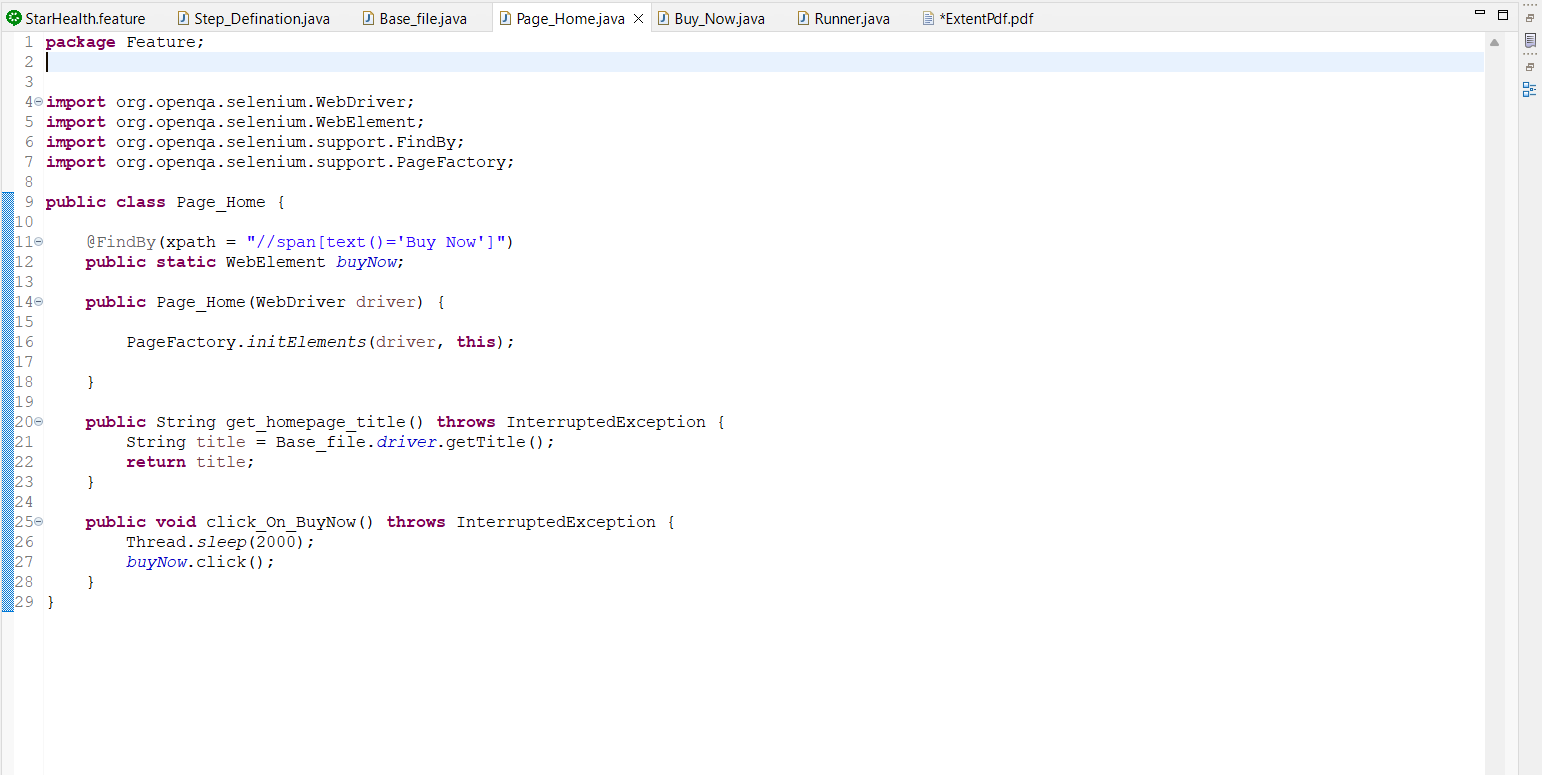 StarHealth.feature Step_Defination.java Base_file.java Page_Home.java Buy_Now.java Runner.java *ExtentPdf.pdf
1 package Feature;
2
3
4 import org.openqa.selenium.WebDriver;
5 import org.openqa.selenium.WebElement;
6 import org.openqa.selenium.support.FindBy;
7 import org.openqa.selenium.support.PageFactory;
8
9 public class Page_Home {
10
11 @FindBy(xpath = "//span[text()='Buy Now']")
12 public static WebElement buyNow;
13
14 public Page_Home(WebDriver driver) {
15
16 PageFactory.initElements(driver, this);
17
18 }
19
20 public String get_homepage_title() throws InterruptedException {
21 String title = Base_file.driver.getTitle();
22 return title;
23 }
24
25 public void click_On_BuyNow() throws InterruptedException {
26 Thread.sleep(2000);
27 buyNow.click();
28 }
29 }